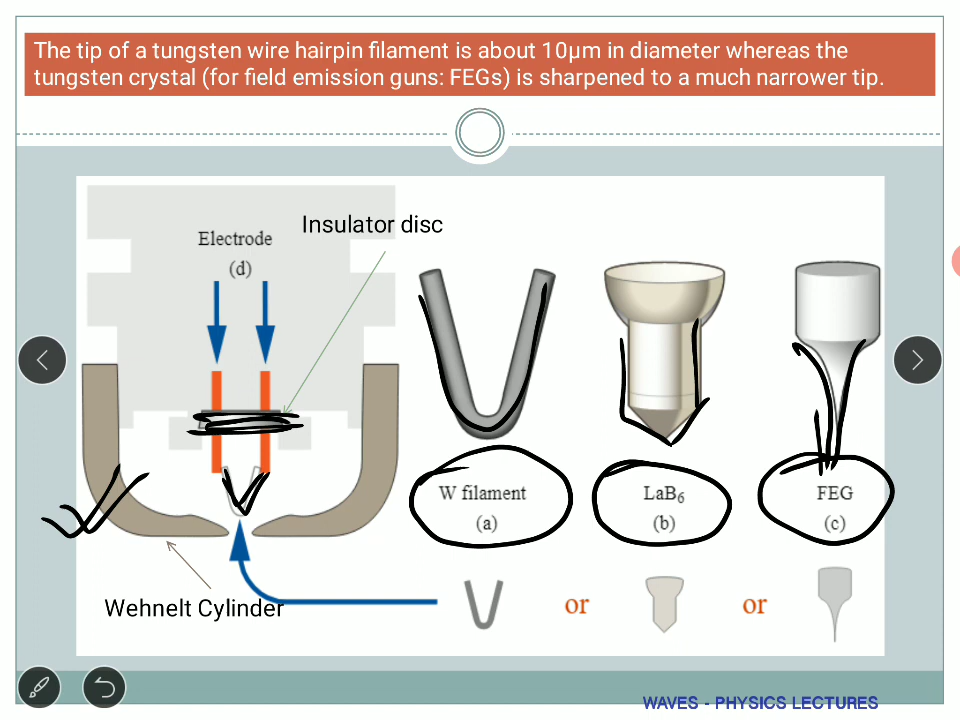 The tip of a tungsten wire hairpin filament is about 10μm in diameter whereas the
tungsten crystal (for field emission guns: FEGs) is sharpened to a much narrower tip.
Insulator disc
Electrode
(d)
W filament
(a)
LaB₆
(b)
FEG
(c)
or
or
Wehnelt Cylinder
WAVES - PHYSICS LECTURES